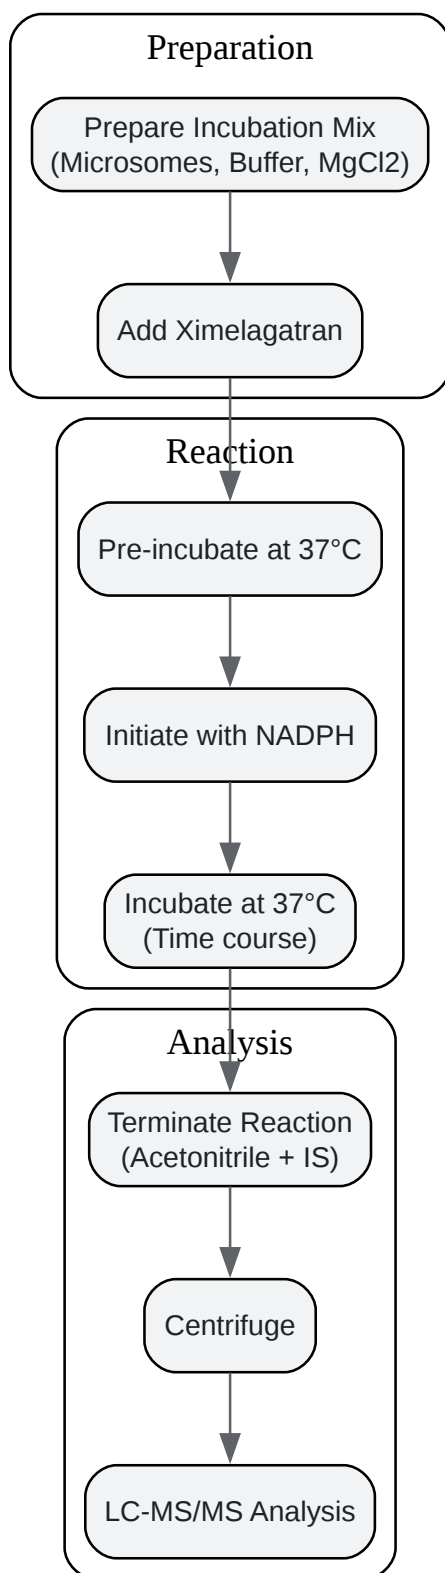 Preparation
Prepare Incubation Mix
(Microsomes, Buffer, MgCl2)
Add Ximelagatran
Reaction
Pre-incubate at 37°C
Initiate with NADPH
Incubate at 37°C
(Time course)
Analysis
Terminate Reaction
(Acetonitrile + IS)
Centrifuge
LC-MS/MS Analysis